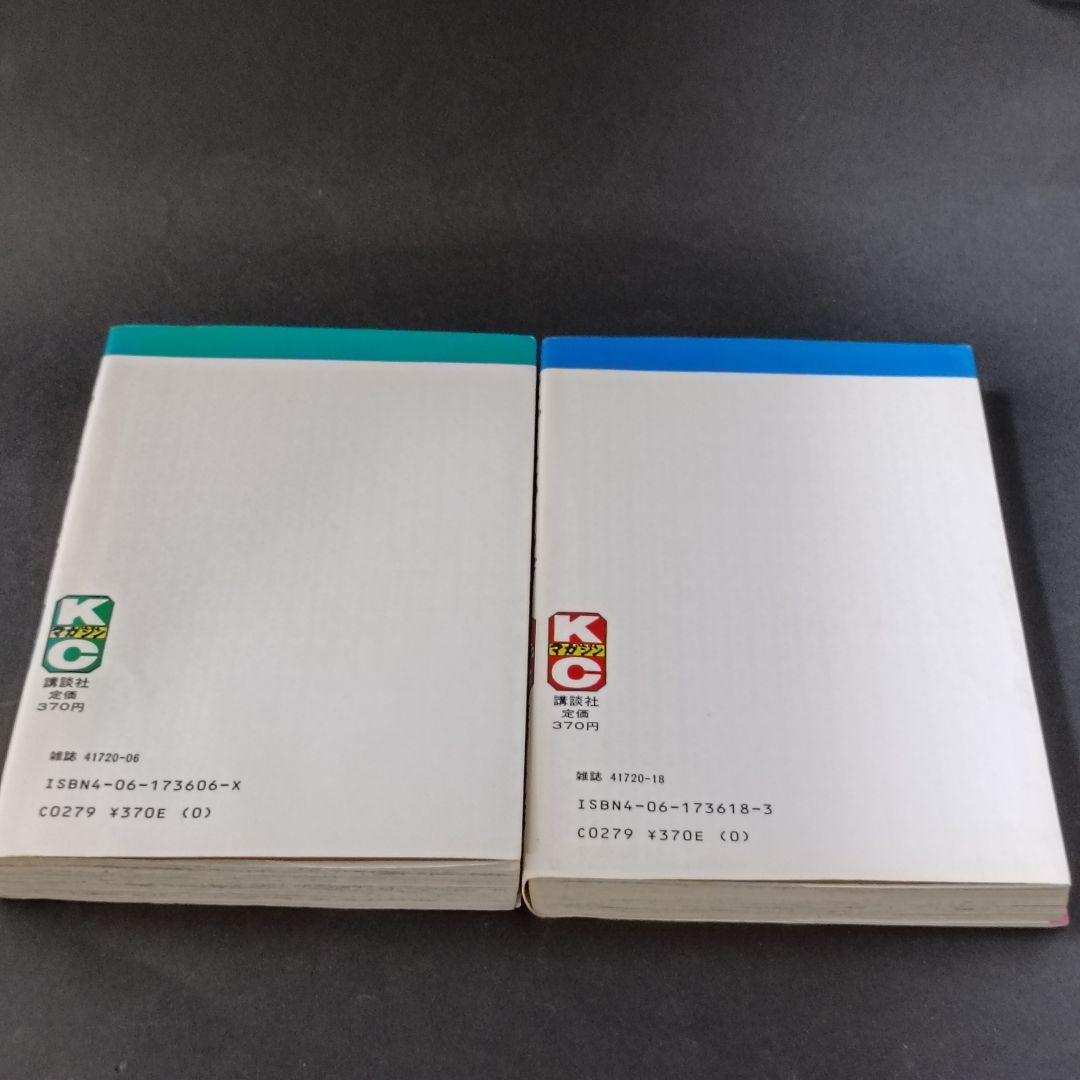 K
マガジン
C
講談社
定価
370円
雑誌 41720-06
ISBN4-06-173606-X
C0279 ¥370E (0)
K
マガジン
C
講談社
定価
370円
雑誌 41720-18
ISBN4-06-173618-3
C0279 ¥370E (0)